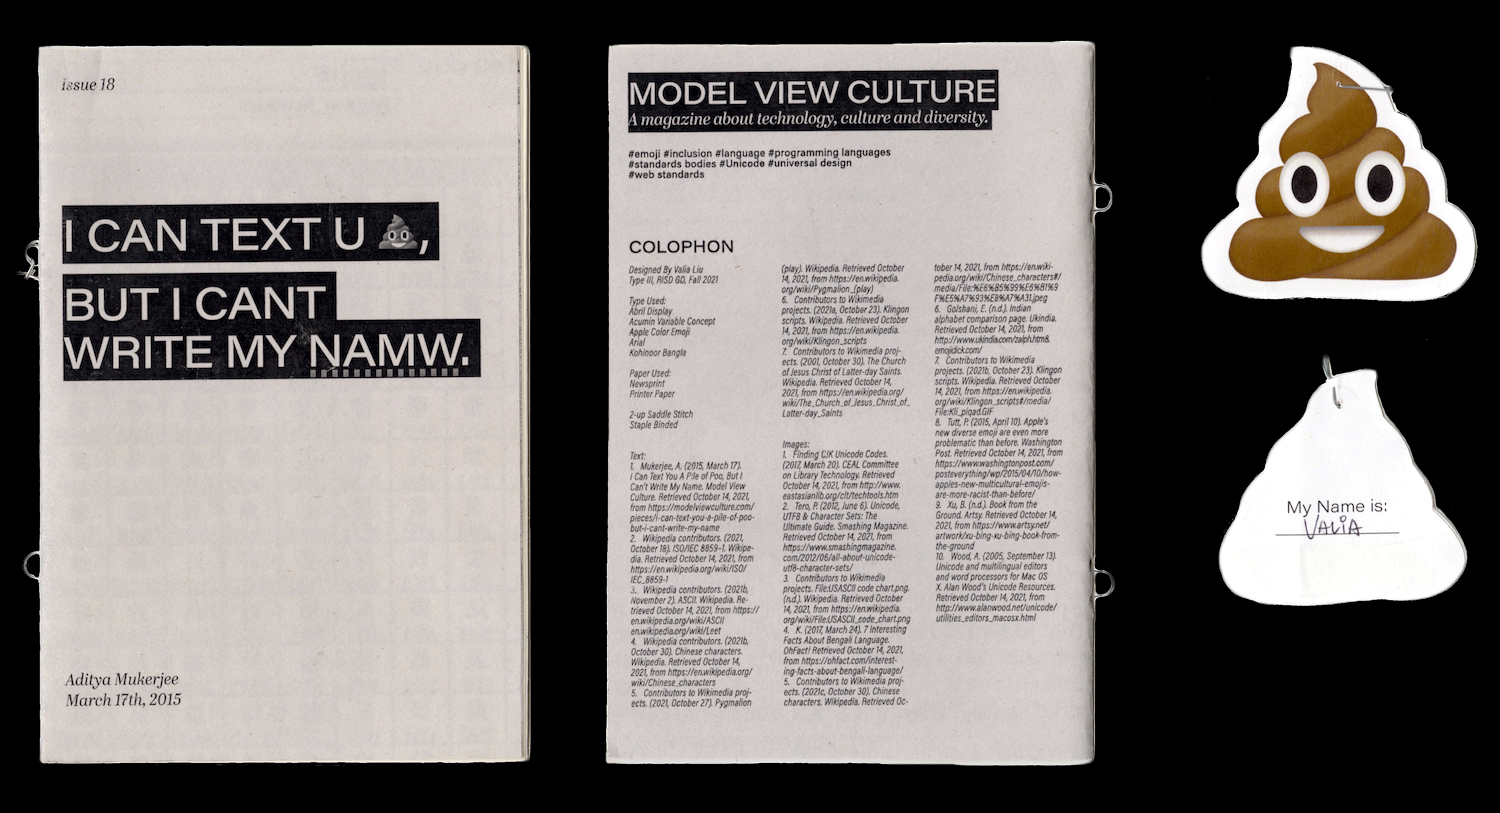 issue 18
I CAN TEXT U 💩,
BUT I CANT
WRITE MY NAMW.
Aditya Mukerjee
March 17th, 2015
MODEL VIEW CULTURE
A magazine about technology, culture and diversity.
#emoji #inclusion #language #programming languages
#standards bodies #Unicode #universal design
#web standards
COLOPHON
Designed By Valia Liu
Type III, RISD GD, Fall 2021
Type Used:
Abril Display
Acumin Variable Concept
Apple Color Emoji
Arial
Kohinoor Bangla
Paper Used:
Newsprint
Printer Paper
2-up Saddle Stitch
Staple Binded
Text:
1. Mukerjee, A. (2015, March 17).
I Can Text You A Pile of Poo, But I
Can't Write My Name. Model View
Culture. Retrieved October 14, 2021,
from https://modelviewculture.com/
pieces/i-can-text-you-a-pile-of-poo-
but-i-cant-write-my-name
2. Wikipedia contributors. (2021,
October 18). ISO/IEC 8859-1. Wikipe-
dia. Retrieved October 14, 2021, from
https://en.wikipedia.org/wiki/ISO/
IEC_8859-1
3. Wikipedia contributors. (2021b,
November 2). ASCII. Wikipedia. Re-
trieved October 14, 2021, from https://
en.wikipedia.org/wiki/ASCII
en.wikipedia.org/wiki/Leet
4. Wikipedia contributors. (2021b,
October 30). Chinese characters.
Wikipedia. Retrieved October 14,
2021, from https://en.wikipedia.org/
wiki/Chinese_characters
5. Contributors to Wikimedia proj-
ects. (2021, October 27). Pygmalion
(play). Wikipedia. Retrieved October
14, 2021, from https://en.wikipedia.
org/wiki/Pygmalion_(play)
6. Contributors to Wikimedia
projects. (2021a, October 23). Klingon
scripts. Wikipedia. Retrieved October
14, 2021, from https://en.wikipedia.
org/wiki/Klingon_scripts
7. Contributors to Wikimedia proj-
ects. (2001, October 30). The Church
of Jesus Christ of Latter-day Saints.
Wikipedia. Retrieved October 14,
2021, from https://en.wikipedia.org/
wiki/The_Church_of_Jesus_Christ_of_
Latter-day_Saints
Images:
1. Finding CJK Unicode Codes.
(2017, March 20). CEAL Committee
on Library Technology. Retrieved
October 14, 2021, from http://www.
eastasianlib.org/clt/techtools.htm
2. Tero, P. (2012, June 6). Unicode,
UTF8 & Character Sets: The
Ultimate Guide. Smashing Magazine.
Retrieved October 14, 2021, from
https://www.smashingmagazine.
com/2012/06/all-about-unicode-
utf8-character-sets/
3. Contributors to Wikimedia
projects. File:USASCII code chart.png.
(n.d.). Wikipedia. Retrieved October
14, 2021, from https://en.wikipedia.
org/wiki/File:USASCII_code_chart.png
4. K. (2017, March 24). 7 Interesting
Facts About Bengali Language.
OhFact! Retrieved October 14, 2021,
from https://ohfact.com/interest-
ing-facts-about-bengali-language/
5. Contributors to Wikimedia proj-
ects. (2021c, October 30). Chinese
characters. Wikipedia. Retrieved Oc-
tober 14, 2021, from https://en.wiki-
pedia.org/wiki/Chinese_characters#/
media/File:%E6%B5%99%E6%B1%9
F%E5%A7%93%E8%A7%A31.jpeg
6. Golshani, E. (n.d.). Indian
alphabet comparison page. Ukindia.
Retrieved October 14, 2021, from
http://www.ukindia.com/zalph.htm8.
emojidick.com/
7. Contributors to Wikimedia
projects. (2021b, October 23). Klingon
scripts. Wikipedia. Retrieved October
14, 2021, from https://en.wikipedia.
org/wiki/Klingon_scripts#/media/
File:Kli_piqad.GIF
8. Tutt, P. (2015, April 10). Apple's
new diverse emoji are even more
problematic than before. Washington
Post. Retrieved October 14, 2021, from
https://www.washingtonpost.com/
posteverything/wp/2015/04/10/how-
apples-new-multicultural-emojis-
are-more-racist-than-before/
9. Xu, B. (n.d.). Book from the
Ground. Artsy. Retrieved October 14,
2021, from https://www.artsy.net/
artwork/xu-bing-xu-bing-book-from-
the-ground
10. Wood, A. (2005, September 13).
Unicode and multilingual editors
and word processors for Mac OS
X. Alan Wood's Unicode Resources.
Retrieved October 14, 2021, from
http://www.alanwood.net/unicode/
utilities_editors_macosx.html
My Name is:
VALiA